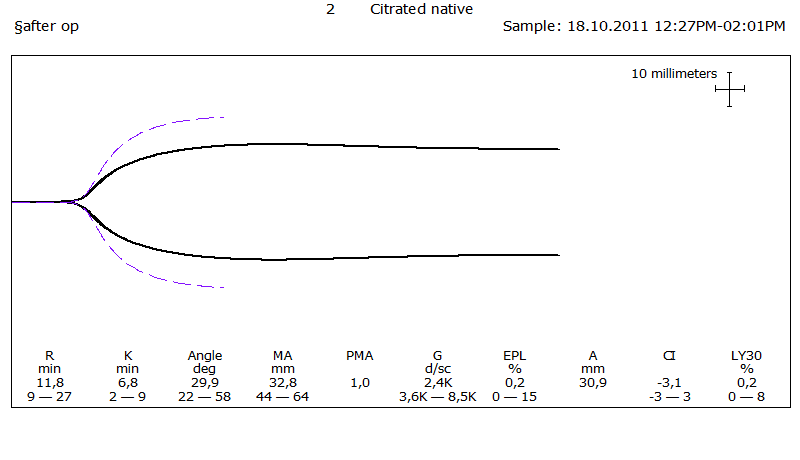 2 Citrated native
§after op
Sample: 18.10.2011 12:27PM-02:01PM
10 millimeters
R K Angle MA PMA G EPL A CI LY30
min min deg mm d/sc % mm %
11,8 6,8 29,9 32,8 1,0 2,4K 0,2 30,9 -3,1 0,2
9 — 27 2 — 9 22 — 58 44 — 64 3,6K — 8,5K 0 — 15 -3 — 3 0 — 8